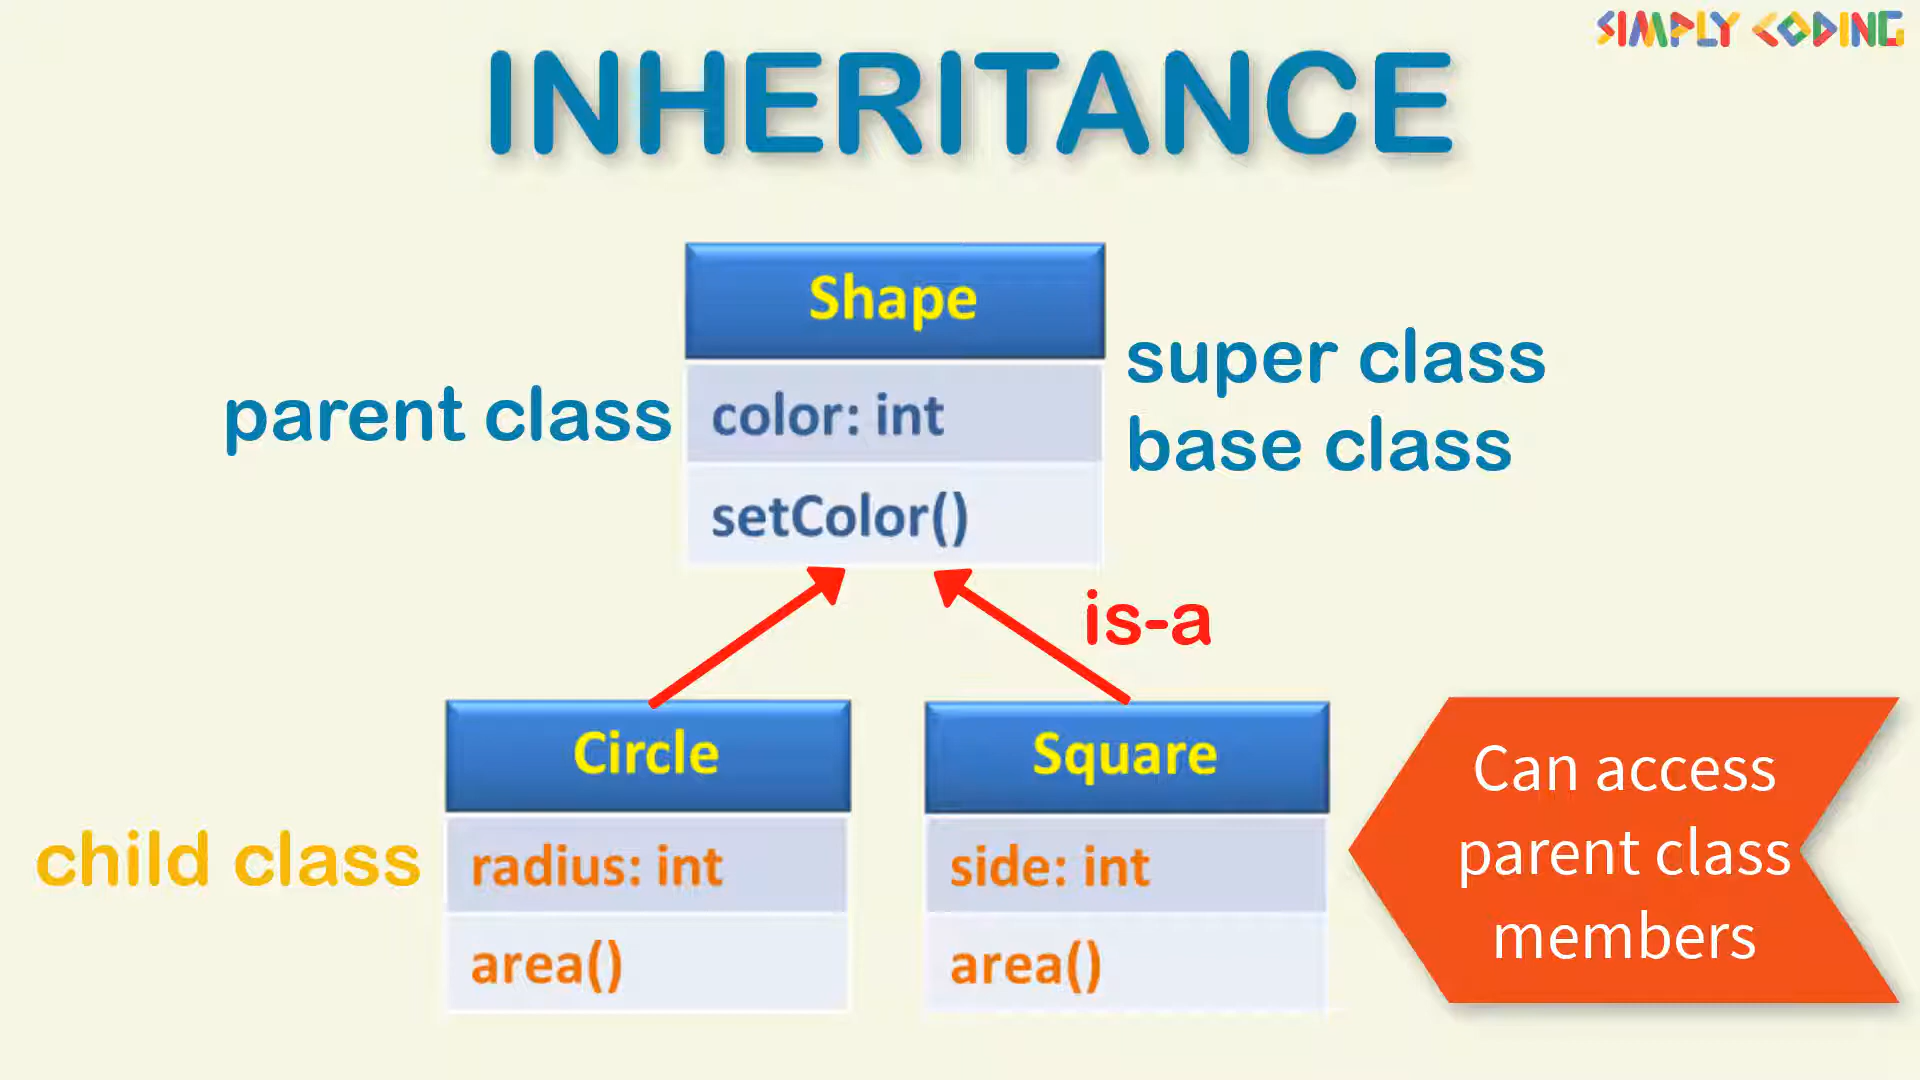 SIMPLY CODING
INHERITANCE
Shape
color: int
setColor()
parent class
super class
base class
is-a
Circle
radius: int
area()
Square
side: int
area()
child class
Can access
parent class
members